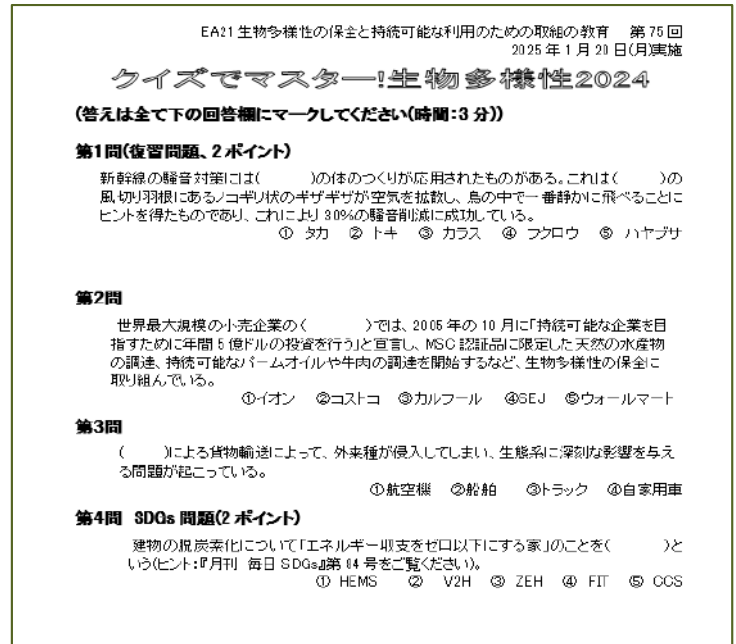 EA21 生物多様性の保全と持続可能な利用のための取組の教育　第75回
2025年1月20日(月)実施
クイズでマスター!生物多様性2024
(答えは全て下の回答欄にマークしてください(時間:3分))
第1問(復習問題、2ポイント)
新幹線の騒音対策には(　　　)の体のつくりが応用されたものがある。これは(　　　)の
風切り羽根にあるノコギリ状のギザギザが空気を拡散し、鳥の中で一番静かに飛べることに
ヒントを得たものであり、これにより30%の騒音削減に成功している。
① タカ　② トキ　③ カラス　④ フクロウ　⑤ ハヤブサ
第2問
世界最大規模の小売企業の(　　　)では、2005年の10月に「持続可能な企業を目
指すために年間5億ドルの投資を行う」と宣言し、MSC認証品に限定した天然の水産物
の調達、持続可能なパームオイルや牛肉の調達を開始するなど、生物多様性の保全に
取り組んでいる。
①イオン　②コストコ　③カルフール　④SEJ　⑤ウォールマート
第3問
(　　　)による貨物輸送によって、外来種が侵入してしまい、生態系に深刻な影響を与え
る問題が起こっている。
①航空機　②船舶　③トラック　④自家用車
第4問 SDGs問題(2ポイント)
建物の脱炭素化について「エネルギー収支をゼロ以下にする家」のことを(　　　)と
いう(ヒント:『月刊 毎日SDGs』第84号をご覧ください)。
① HEMS　② V2H　③ ZEH　④ FIT　⑤ CCS